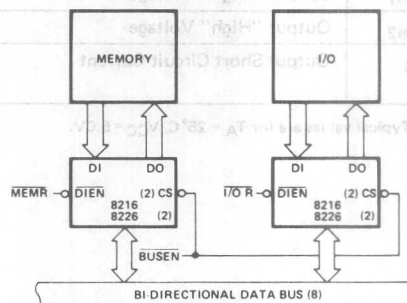 MEMORY
I/O
DI DO
DI DO
MEMR DIEN (2) CS
8216
8226 (2)
I/O R DIEN (2) CS
8216
8226 (2)
BUSEN
BI-DIRECTIONAL DATA BUS (8)
Output "High" Voltage
Output Short Circuit Current
Typical values are for TA = 25°C, VCC = 5.0V.